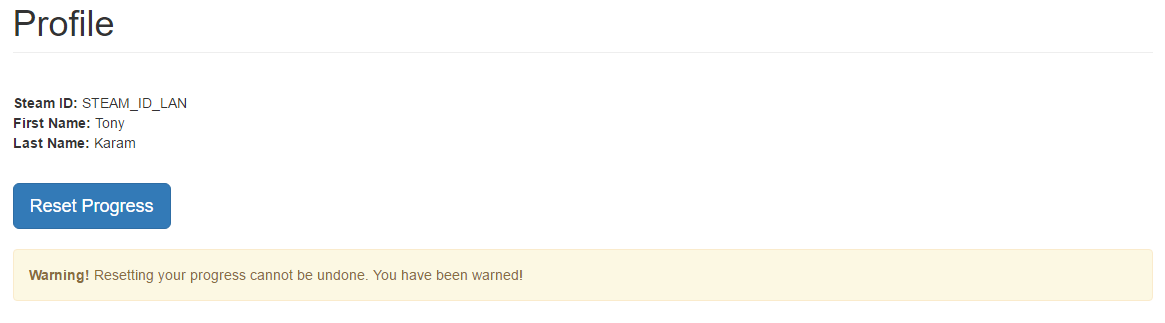 Profile
Steam ID: STEAM_ID_LAN
First Name: Tony
Last Name: Karam
Reset Progress
Warning! Resetting your progress cannot be undone. You have been warned!